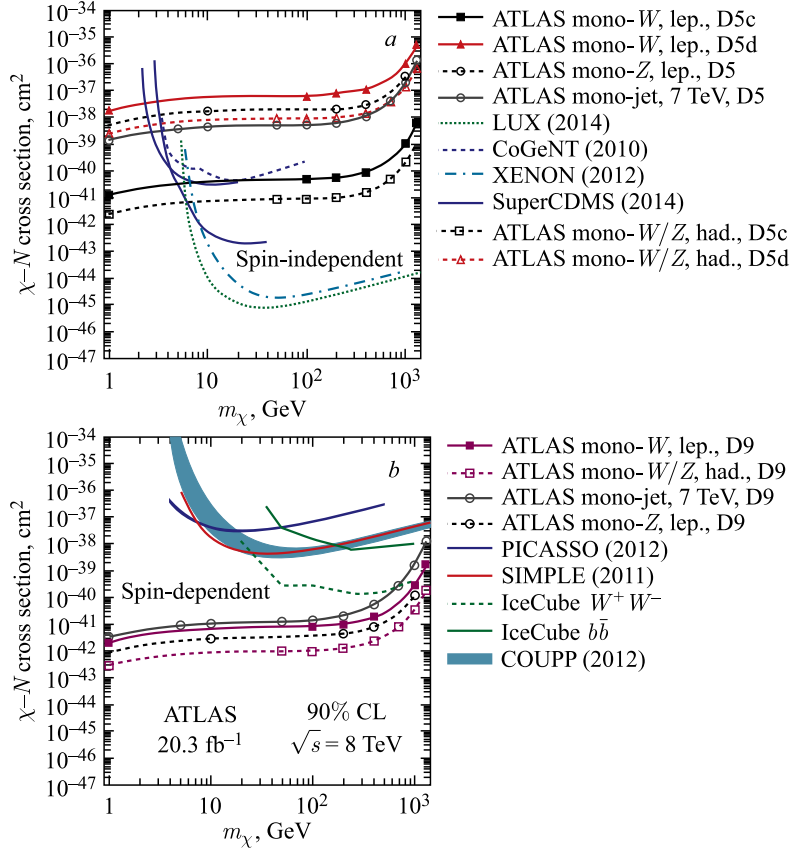 a
10⁻³⁴
10⁻³⁵
10⁻³⁶
10⁻³⁷
10⁻³⁸
10⁻³⁹
10⁻⁴⁰
10⁻⁴¹
10⁻⁴²
10⁻⁴³
10⁻⁴⁴
10⁻⁴⁵
10⁻⁴⁶
10⁻⁴⁷
χ–N cross section, cm²
Spin-independent
1 10 10² 10³
mχ, GeV
ATLAS mono-W, lep., D5c
ATLAS mono-W, lep., D5d
ATLAS mono-Z, lep., D5
ATLAS mono-jet, 7 TeV, D5
LUX (2014)
CoGeNT (2010)
XENON (2012)
SuperCDMS (2014)
ATLAS mono-W/Z, had., D5c
ATLAS mono-W/Z, had., D5d
b
10⁻³⁴
10⁻³⁵
10⁻³⁶
10⁻³⁷
10⁻³⁸
10⁻³⁹
10⁻⁴⁰
10⁻⁴¹
10⁻⁴²
10⁻⁴³
10⁻⁴⁴
10⁻⁴⁵
10⁻⁴⁶
10⁻⁴⁷
χ–N cross section, cm²
Spin-dependent
ATLAS 90% CL
20.3 fb⁻¹ √s = 8 TeV
1 10 10² 10³
mχ, GeV
ATLAS mono-W, lep., D9
ATLAS mono-W/Z, had., D9
ATLAS mono-jet, 7 TeV, D9
ATLAS mono-Z, lep., D9
PICASSO (2012)
SIMPLE (2011)
IceCube W⁺W⁻
IceCube bb̄
COUPP (2012)